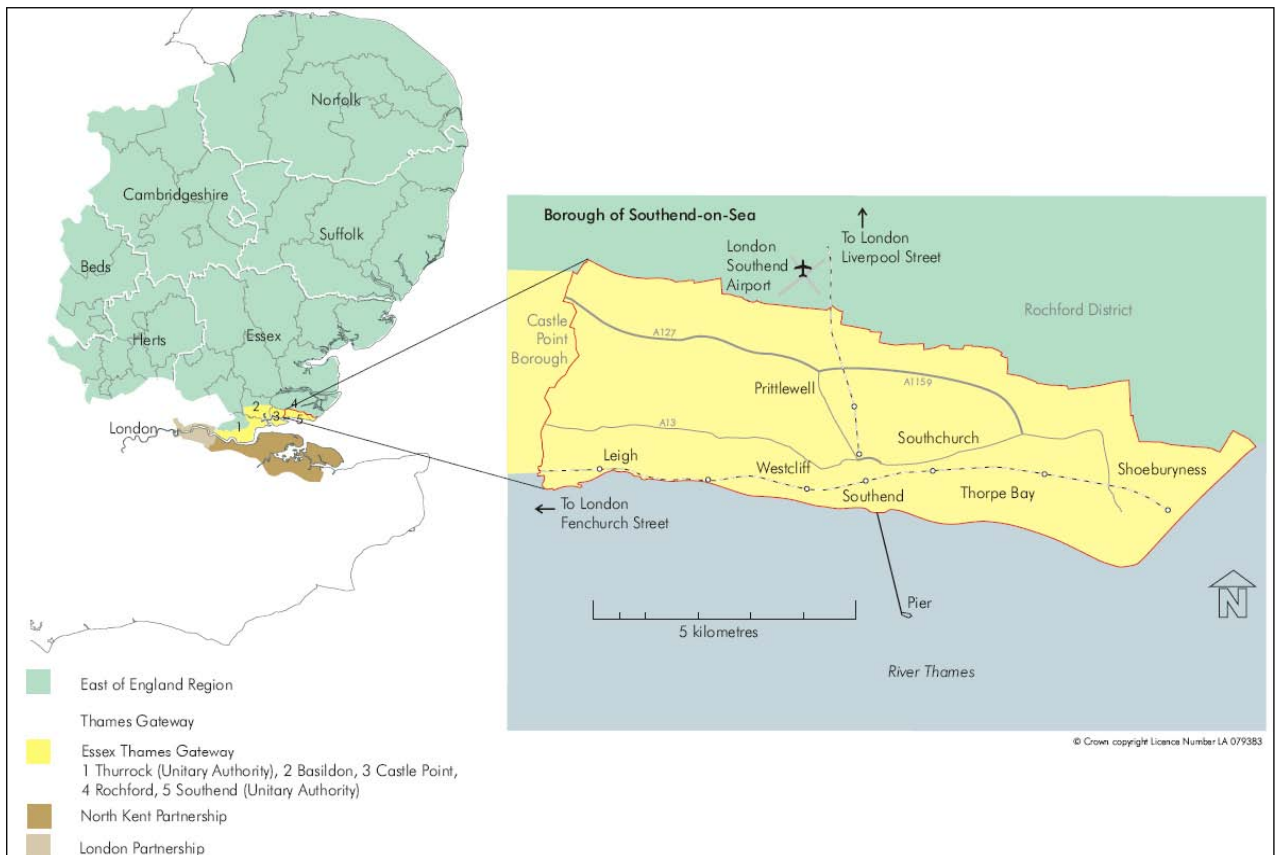 Norfolk
Cambridgeshire
Suffolk
Beds
Herts
Essex
London
1
2
3
4
5
Borough of Southend-on-Sea
To London
Liverpool Street
London
Southend
Airport
Rochford District
Castle
Point
Borough
A127
Prittlewell
A1159
A13
Southchurch
Leigh
Westcliff
Shoeburyness
Southend
Thorpe Bay
To London
Fenchurch Street
Pier
5 kilometres
N
River Thames
© Crown copyright Licence Number LA 079383
East of England Region
Thames Gateway
Essex Thames Gateway
1 Thurrock (Unitary Authority), 2 Basildon, 3 Castle Point,
4 Rochford, 5 Southend (Unitary Authority)
North Kent Partnership
London Partnership